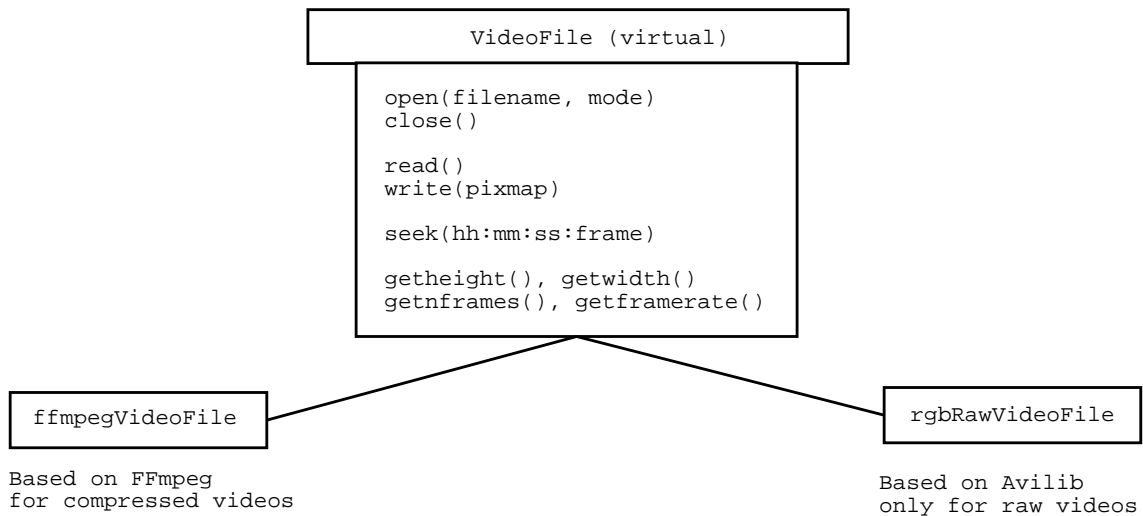 VideoFile (virtual)
open(filename, mode)
close()
read()
write(pixmap)
seek(hh:mm:ss:frame)
getheight(), getwidth()
getnframes(), getframerate()
ffmpegVideoFile
Based on FFmpeg
for compressed videos
rgbRawVideoFile
Based on Avilib
only for raw videos